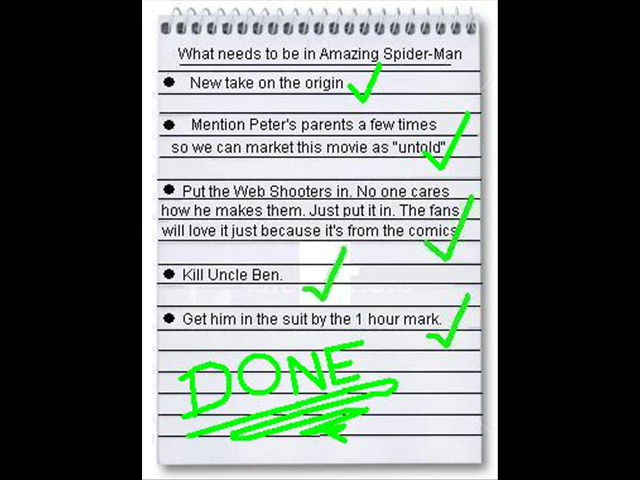 What needs to be in Amazing Spider-Man
New take on the origin
Mention Peter's parents a few times
so we can market this movie as "untold"
Put the Web Shooters in. No one cares
how he makes them. Just put it in. The fans
will love it just because it's from the comics.
Kill Uncle Ben.
Get him in the suit by the 1 hour mark.
DONE